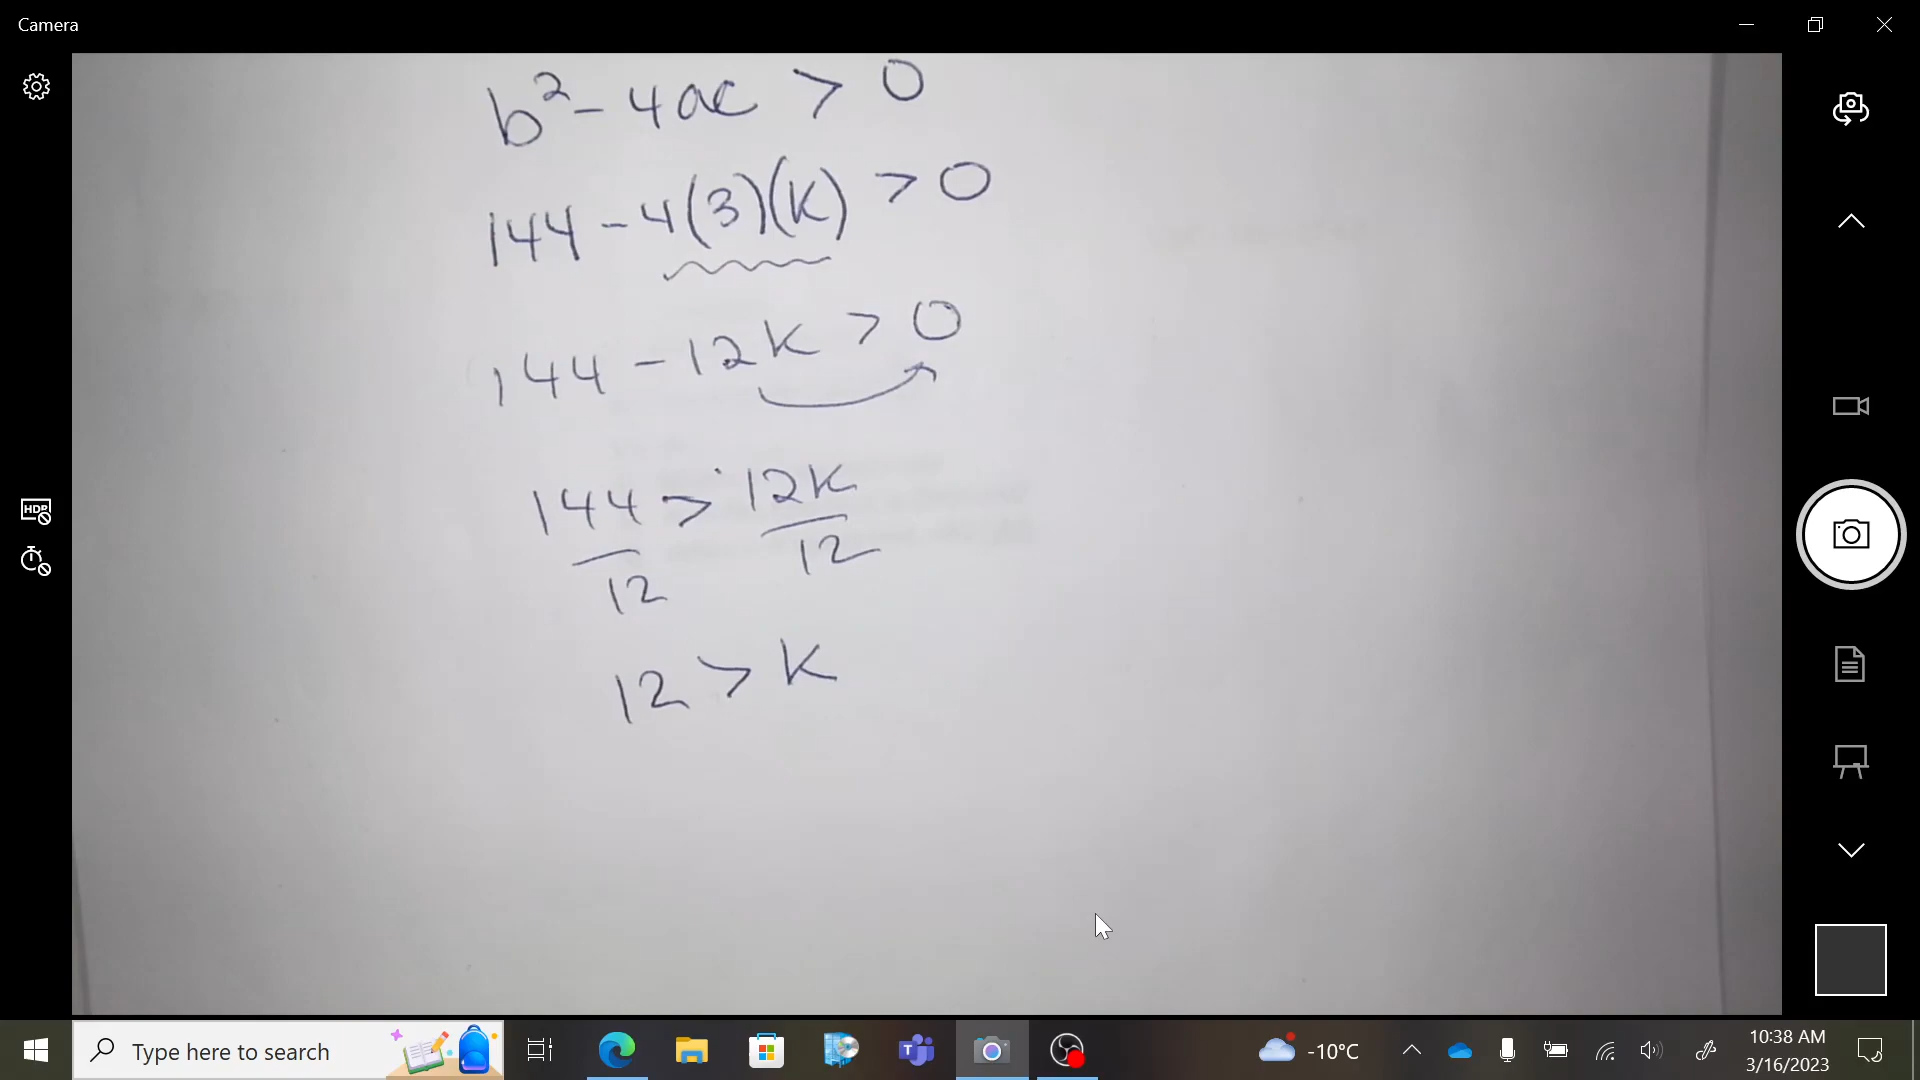 Camera
b² - 4ac > 0
144 - 4(3)(k) > 0
144 - 12k > 0
144/12 > 12k/12
12 > k
HDR
Type here to search
-10°C
10:38 AM
3/16/2023